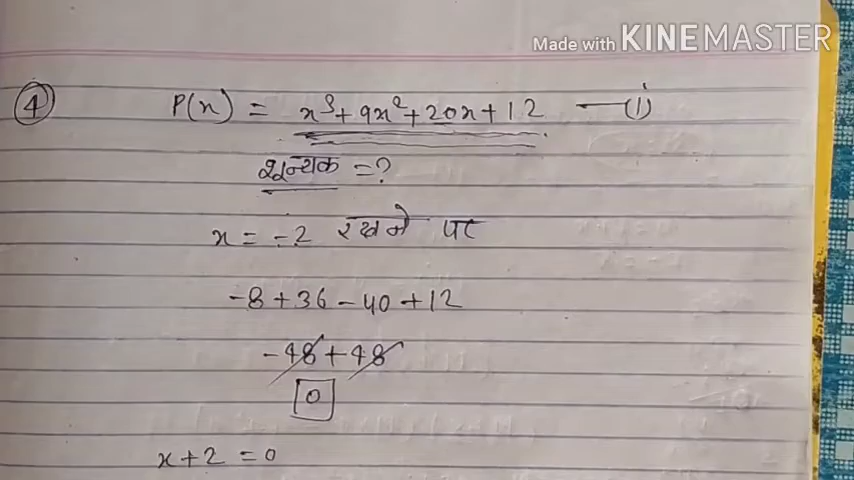 Made with KINEMASTER
④ P(x) = x³+9x²+20x+12 —(i)
शून्यक =?
x = -2 रखने पर
-8+36-40+12
-48+48
0
x+2=0